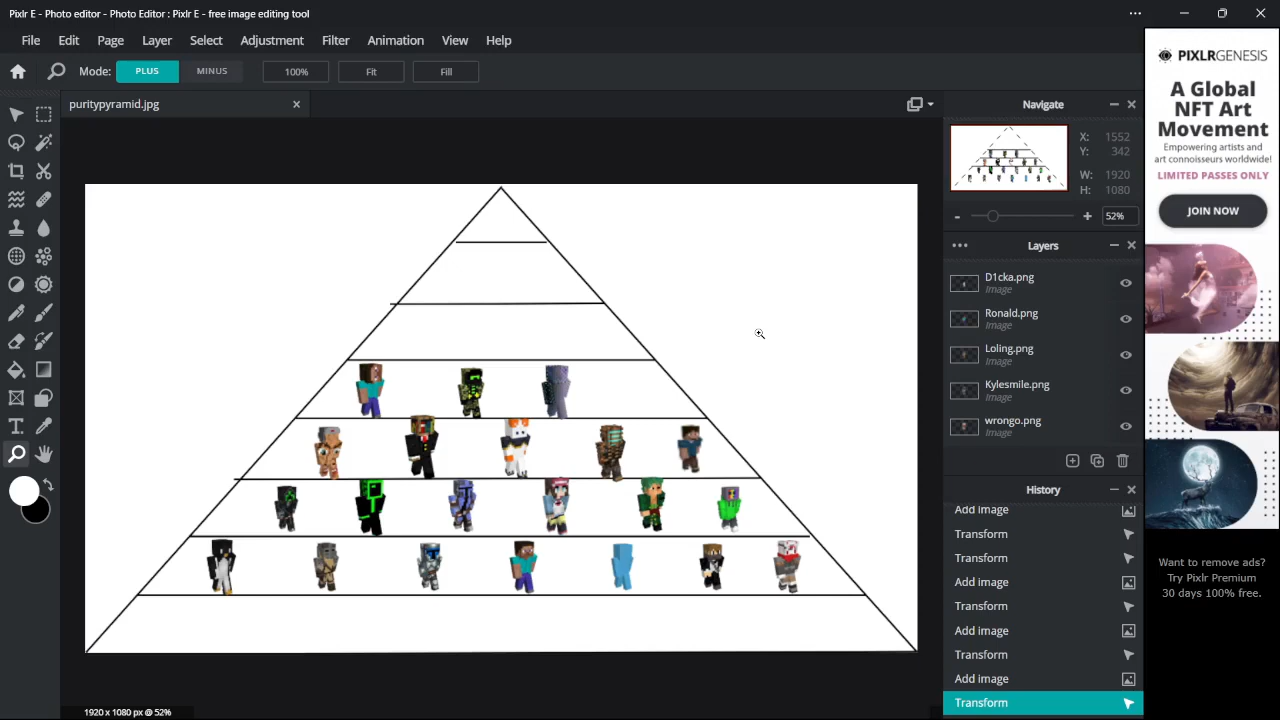 Pixlr E - Photo editor - Photo Editor : Pixlr E - free image editing tool
File Edit Page Layer Select Adjustment Filter Animation View Help
Mode: PLUS MINUS 100% Fit Fill
puritypyramid.jpg
Navigate
X: 1552
Y: 342
W: 1920
H: 1080
- + 52%
Layers
D1cka.png
Image
Ronald.png
Image
Loling.png
Image
Kylesmile.png
Image
wrongo.png
Image
History
Add image
Transform
Transform
Add image
Transform
Add image
Transform
Add image
Transform
1920 x 1080 px @ 52%
PIXLRGENESIS
A Global
NFT Art
Movement
Empowering artists and
art connoisseurs worldwide!
LIMITED PASSES ONLY
JOIN NOW
Want to remove ads?
Try Pixlr Premium
30 days 100% free.